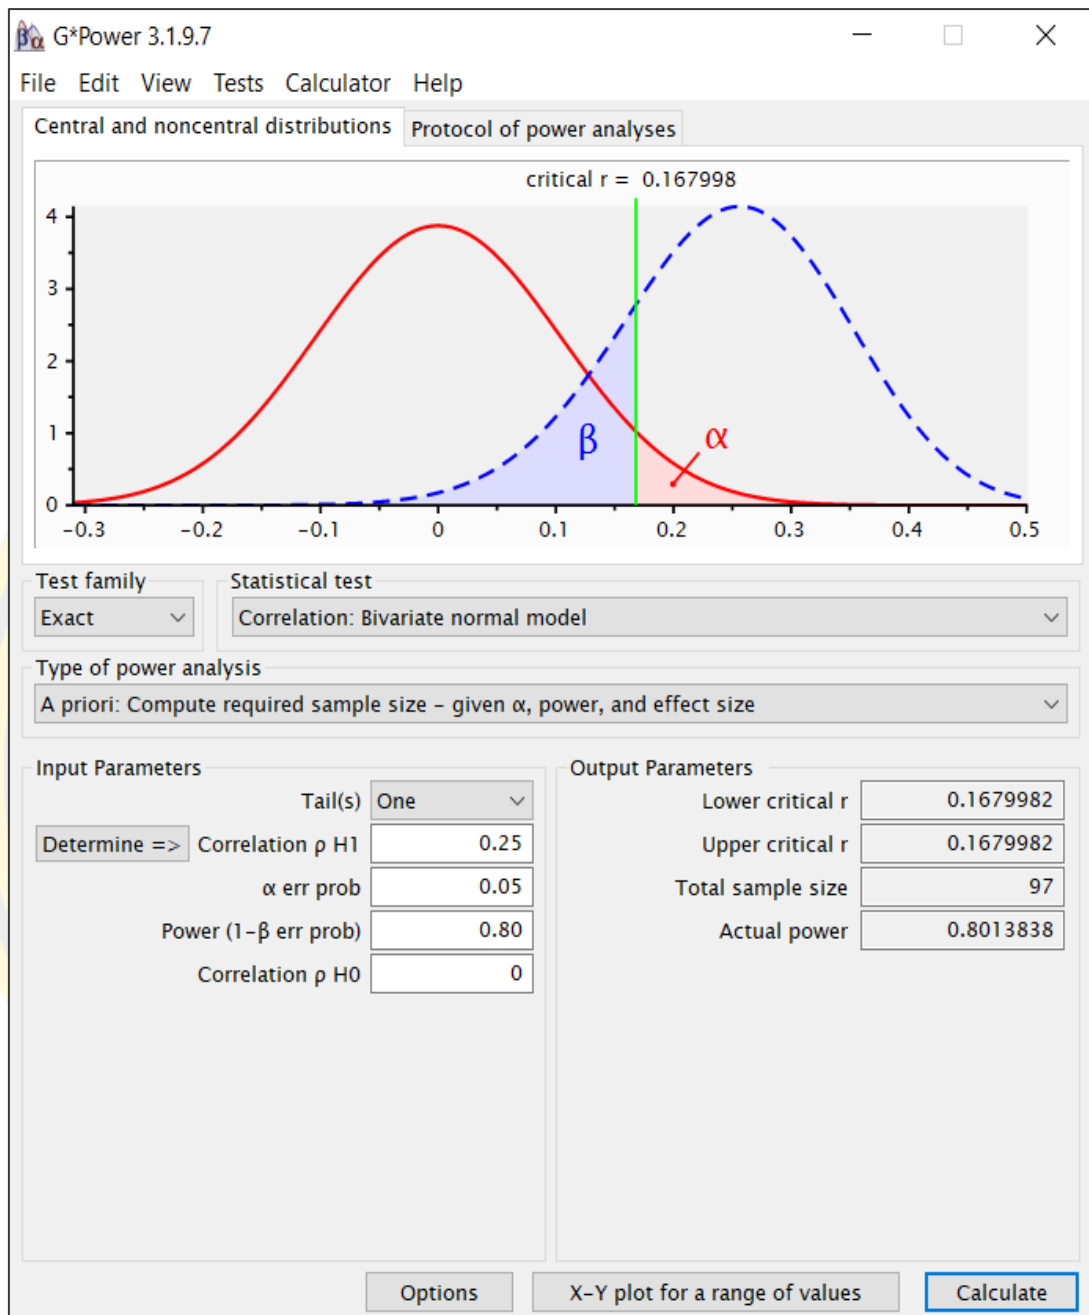 G*Power 3.1.9.7
File Edit View Tests Calculator Help
Central and noncentral distributions Protocol of power analyses
critical r = 0.167998
4
3
2
1
0
β α
-0.3 -0.2 -0.1 0 0.1 0.2 0.3 0.4 0.5
Test family Statistical test
Exact Correlation: Bivariate normal model
Type of power analysis
A priori: Compute required sample size - given α, power, and effect size
Input Parameters
Tail(s) One
Determine => Correlation ρ H1 0.25
α err prob 0.05
Power (1-β err prob) 0.80
Correlation ρ H0 0
Output Parameters
Lower critical r 0.1679982
Upper critical r 0.1679982
Total sample size 97
Actual power 0.8013838
Options X-Y plot for a range of values Calculate